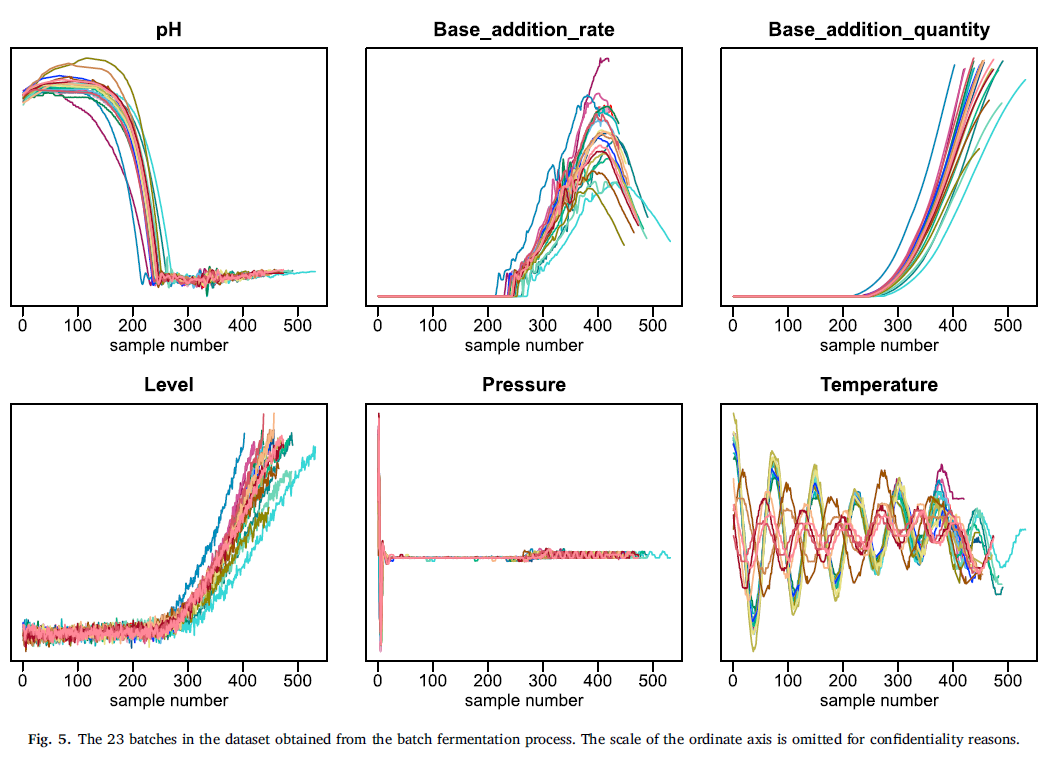 pH
Base_addition_rate
Base_addition_quantity
0 100 200 300 400 500
0 100 200 300 400 500
0 100 200 300 400 500
sample number
sample number
sample number
Level
Pressure
Temperature
0 100 200 300 400 500
0 100 200 300 400 500
0 100 200 300 400 500
sample number
sample number
sample number
Fig. 5. The 23 batches in the dataset obtained from the batch fermentation process. The scale of the ordinate axis is omitted for confidentiality reasons.